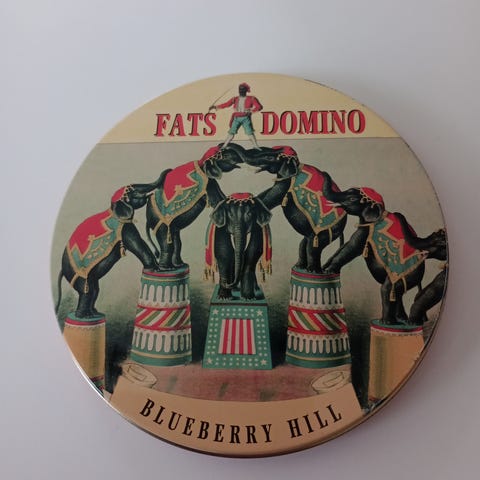 FATS DOMINO
BLUEBERRY HILL